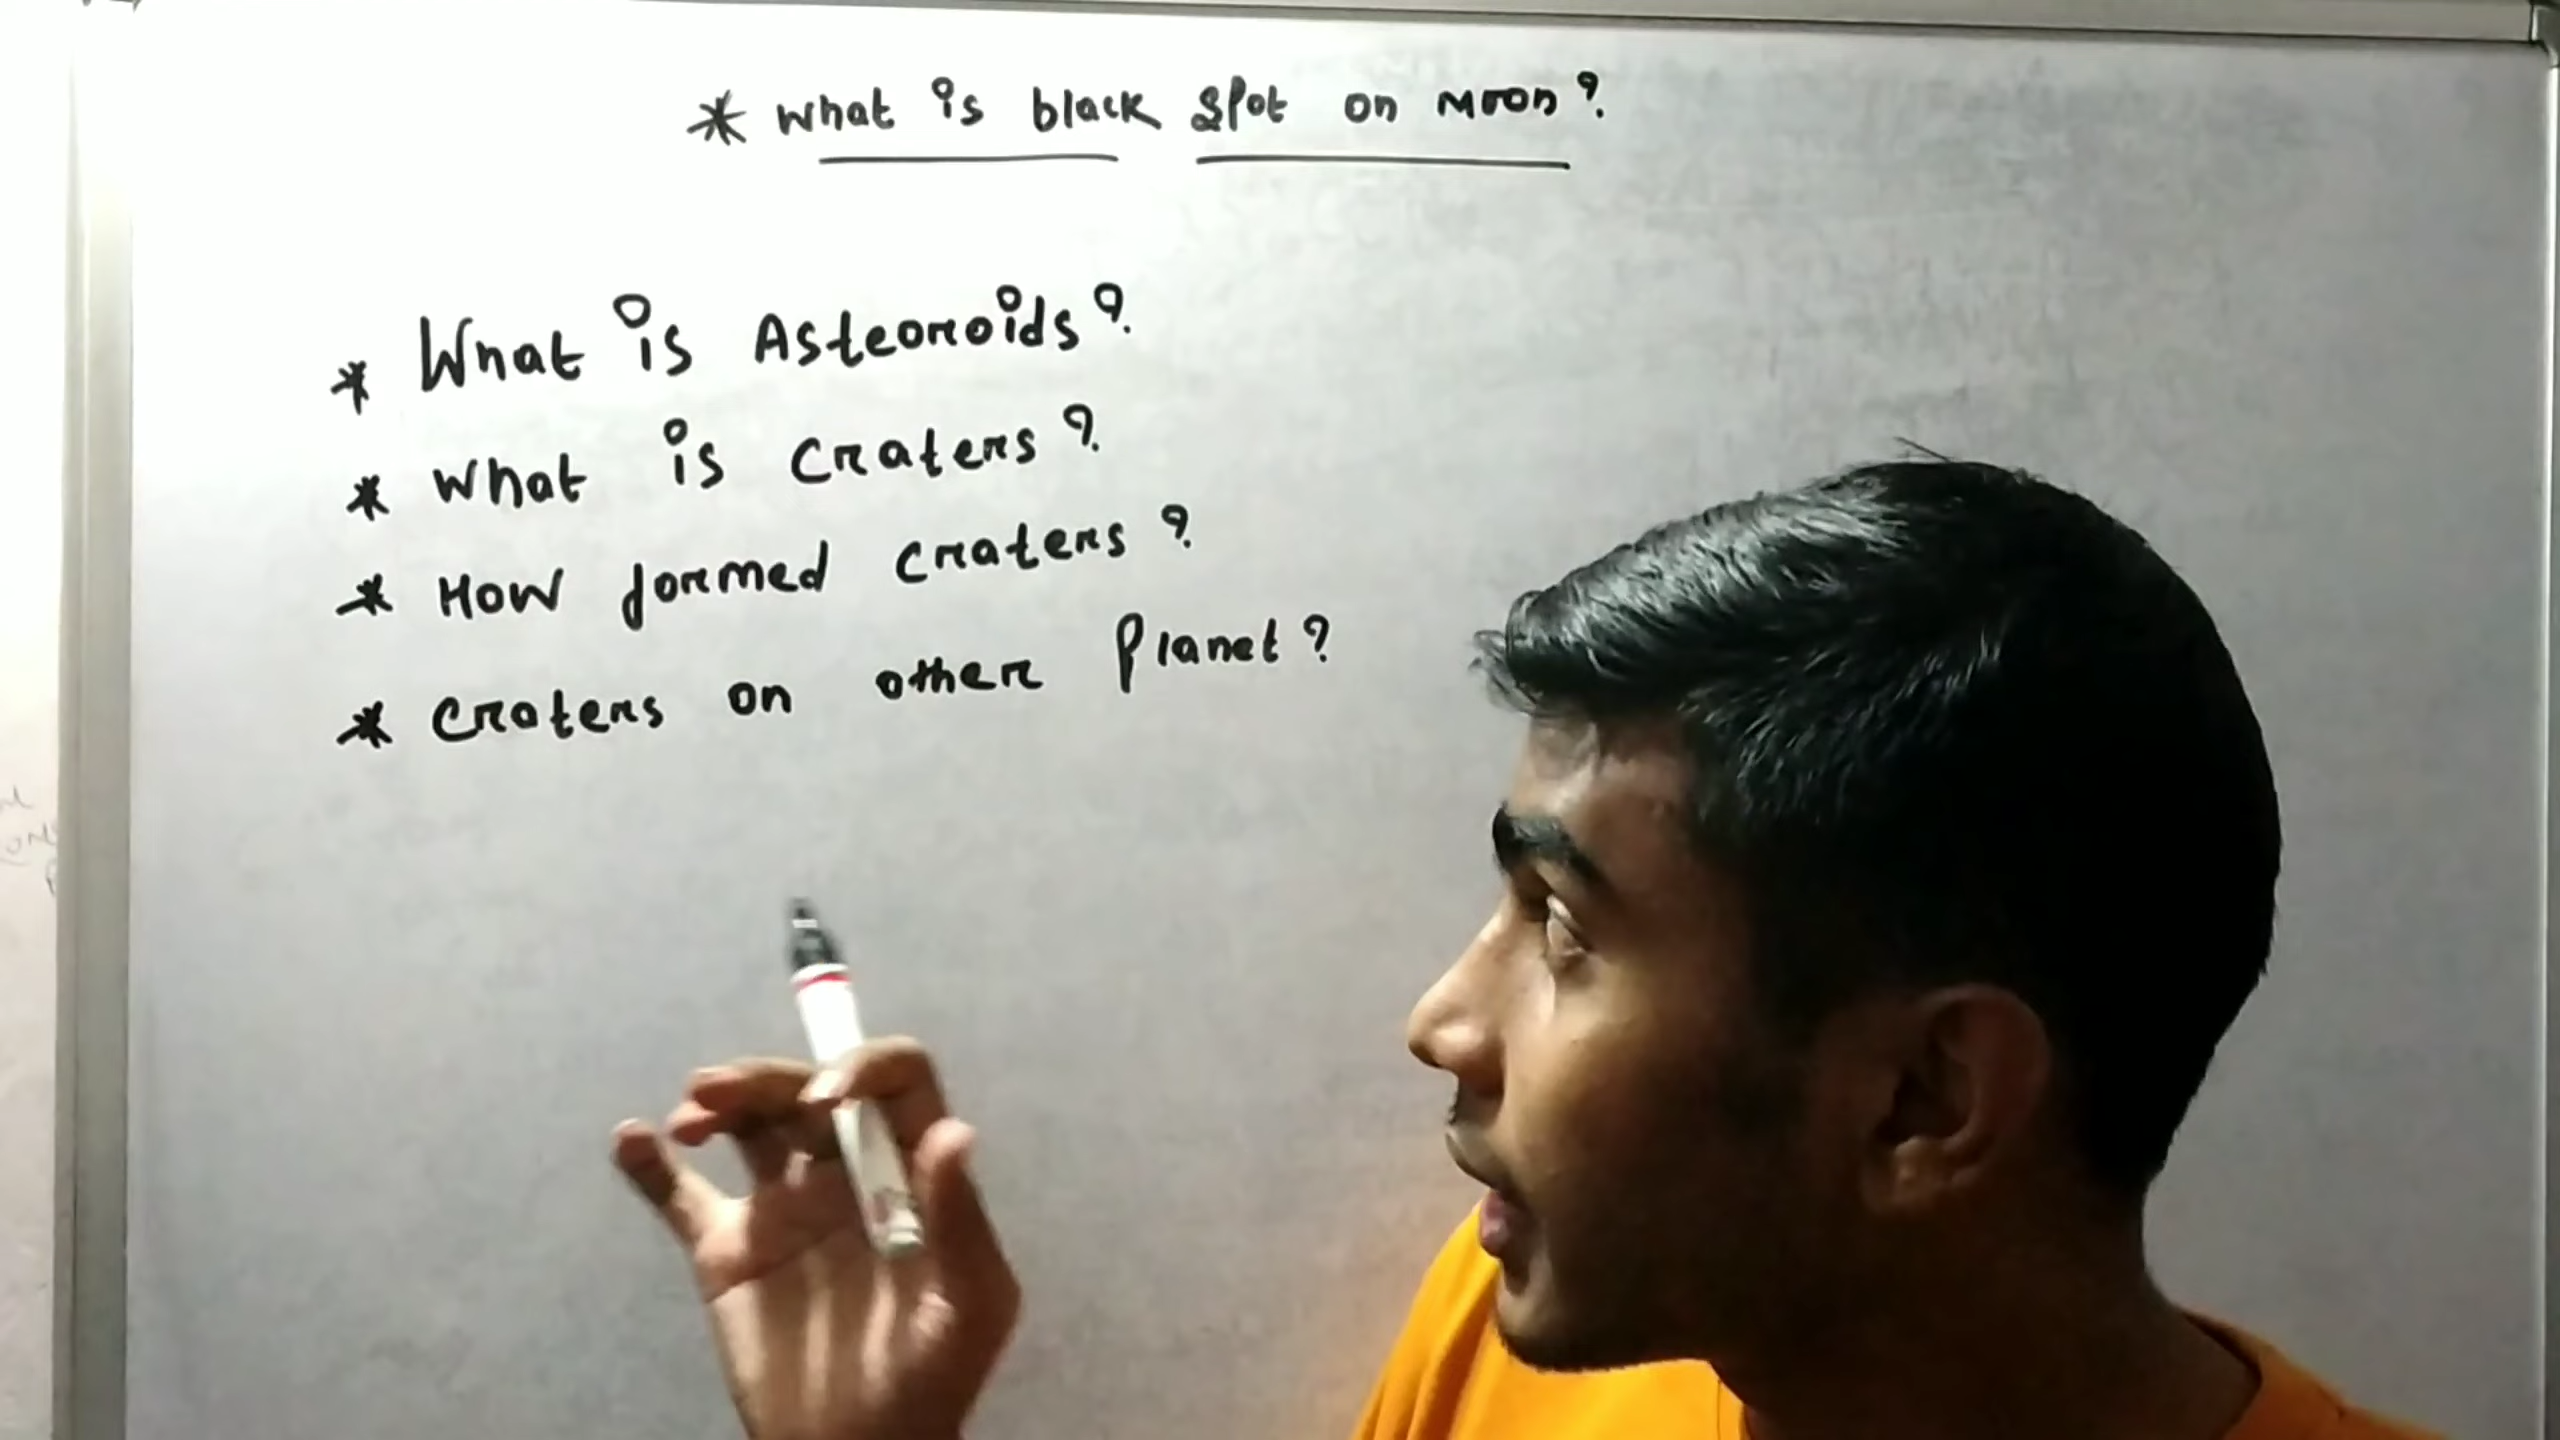 * What is black spot on Moon?
* What is Asteoroids?
* What is craters?
* How formed craters?
* Craters on other Planet?